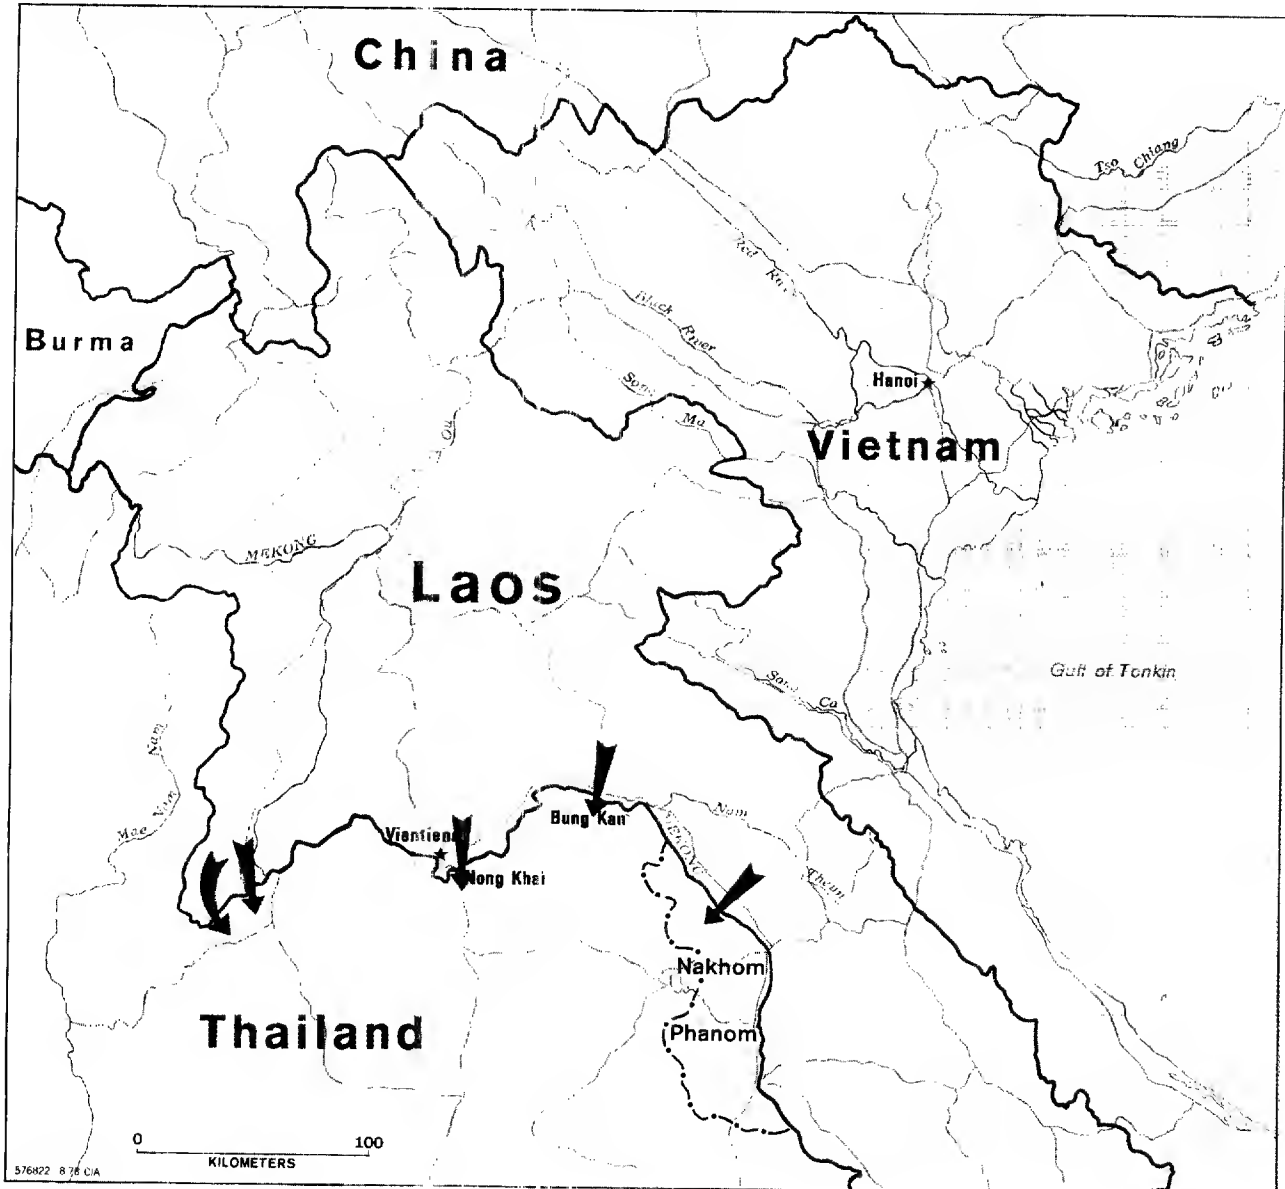 China
Tso Chiang
Red River
Burma
Black River
Hanoi
Song Ma
Ou
Vietnam
MEKONG
Laos
Gulf of Tonkin
Song Ca
Nam
Mae Nam
Bung Kan
Nam
Vientiene
MEKONG
Nong Khai
Theun
Nakhom
Phanom
Thailand
0 100
KILOMETERS
576822 8 78 CIA